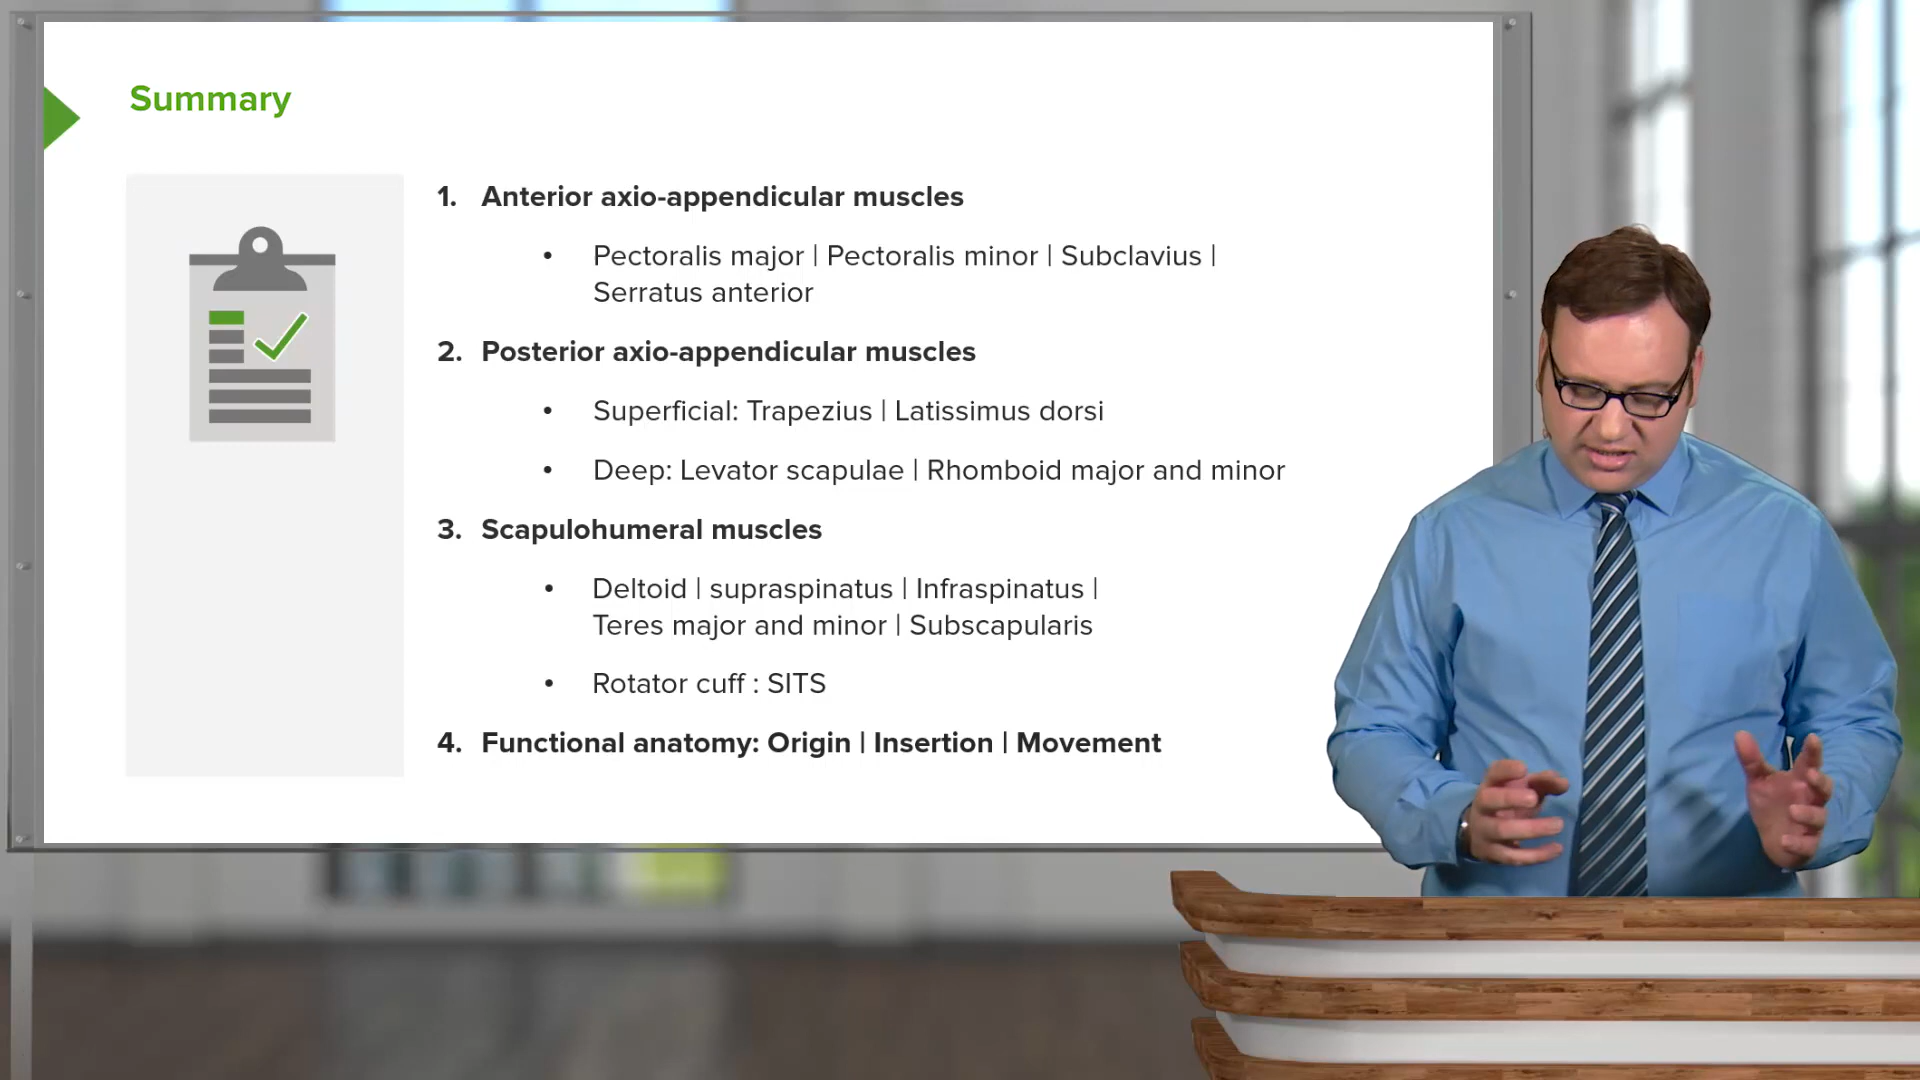 Summary
1. Anterior axio-appendicular muscles
• Pectoralis major | Pectoralis minor | Subclavius |
Serratus anterior
2. Posterior axio-appendicular muscles
• Superficial: Trapezius | Latissimus dorsi
• Deep: Levator scapulae | Rhomboid major and minor
3. Scapulohumeral muscles
• Deltoid | supraspinatus | Infraspinatus |
Teres major and minor | Subscapularis
• Rotator cuff : SITS
4. Functional anatomy: Origin | Insertion | Movement